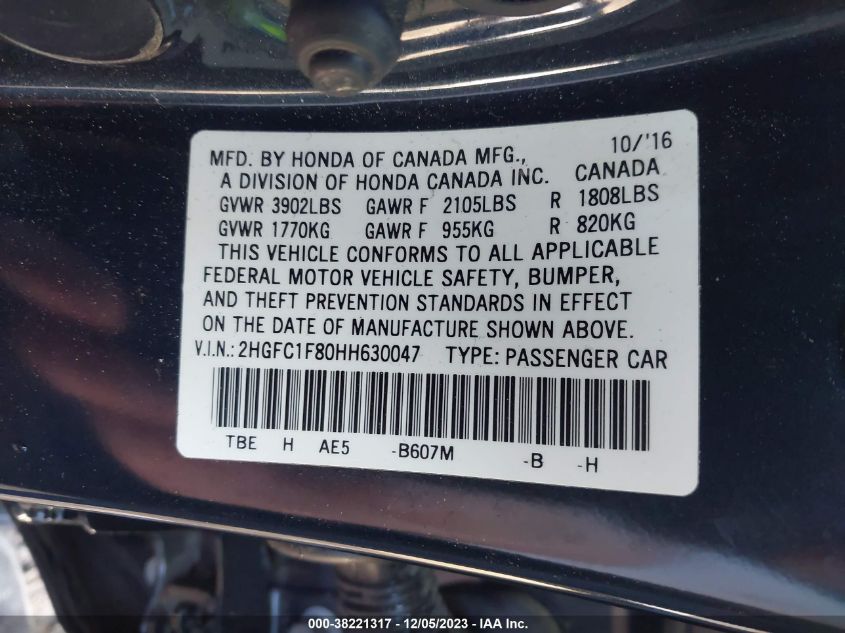 MFD. BY HONDA OF CANADA MFG., 10/'16
A DIVISION OF HONDA CANADA INC. CANADA
GVWR 3902LBS GAWR F 2105LBS R 1808LBS
GVWR 1770KG GAWR F 955KG R 820KG
THIS VEHICLE CONFORMS TO ALL APPLICABLE
FEDERAL MOTOR VEHICLE SAFETY, BUMPER,
AND THEFT PREVENTION STANDARDS IN EFFECT
ON THE DATE OF MANUFACTURE SHOWN ABOVE.
V.I.N.: 2HGFC1F80HH630047 TYPE: PASSENGER CAR
TBE H AE5 -B607M -B -H
000-38221317 - 12/05/2023 - IAA Inc.